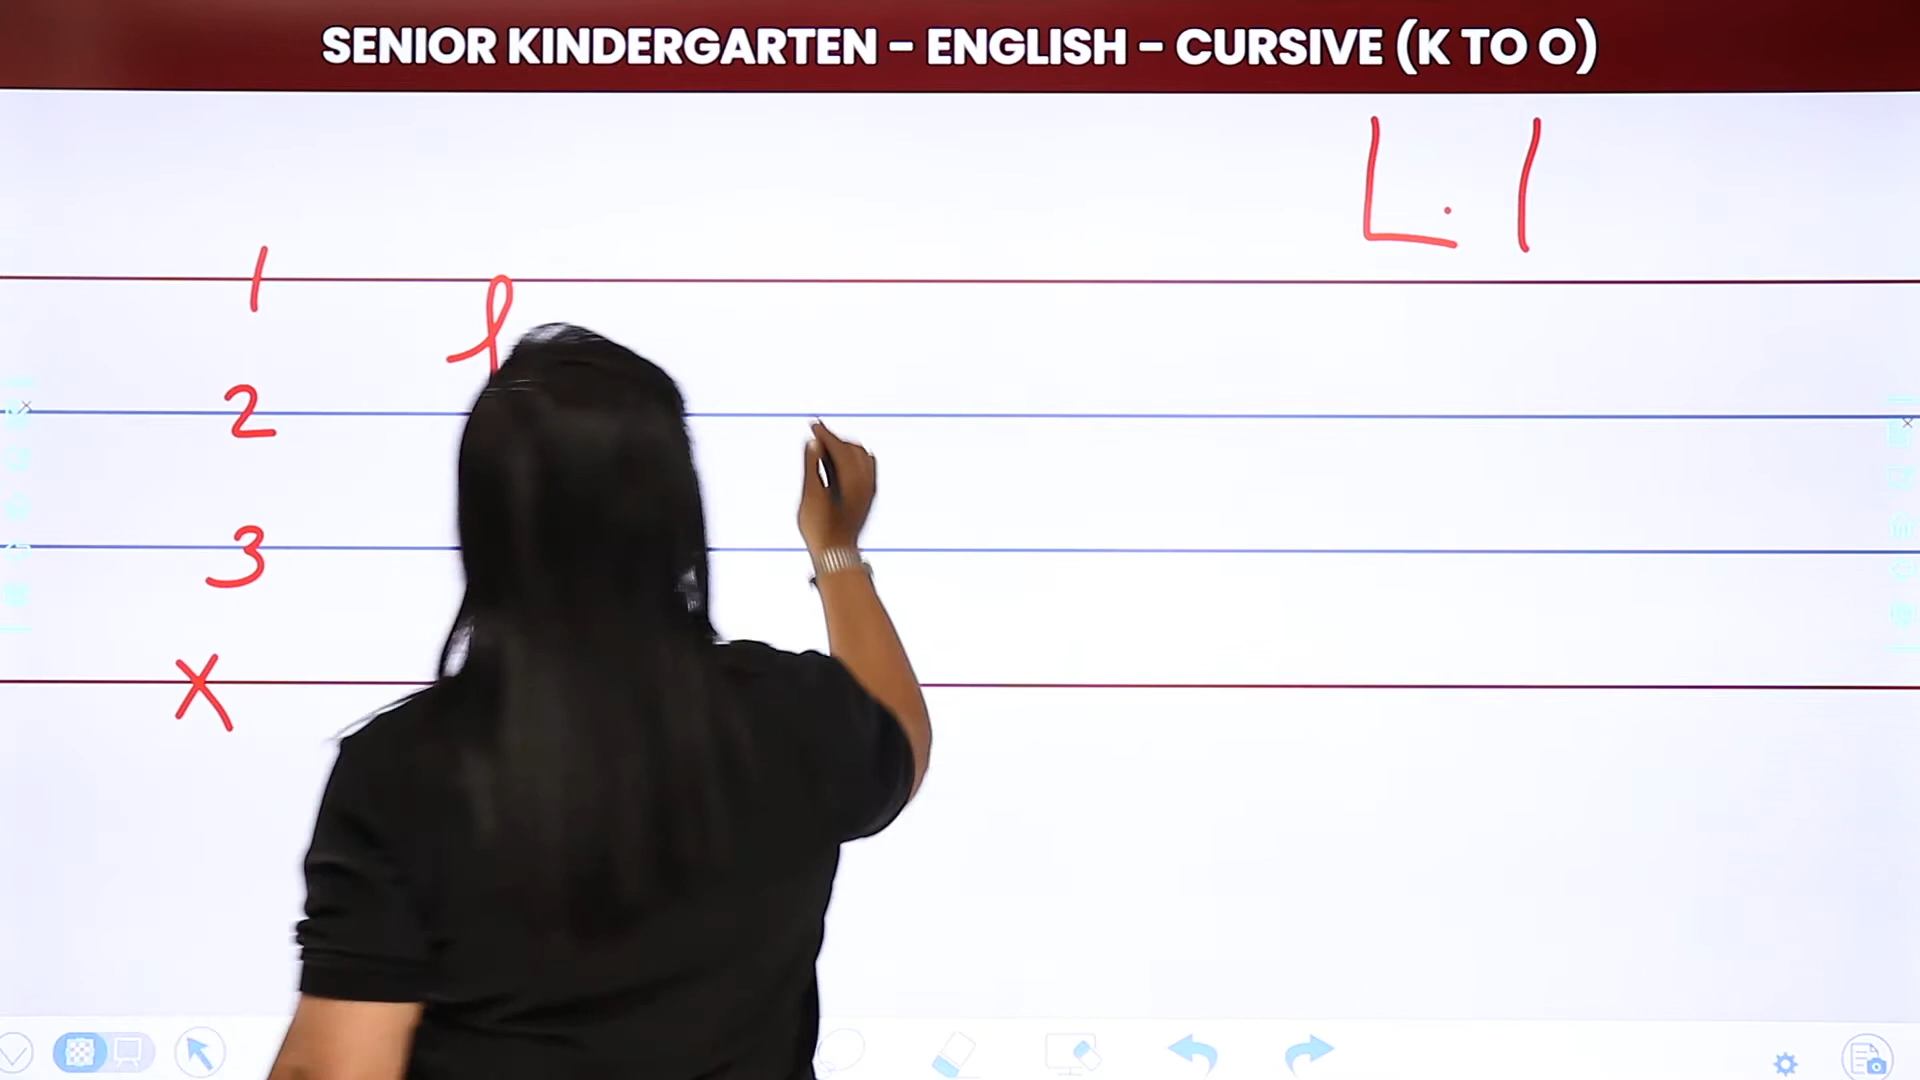 SENIOR KINDERGARTEN – ENGLISH – CURSIVE (K TO O)
L l
1
2
3
X